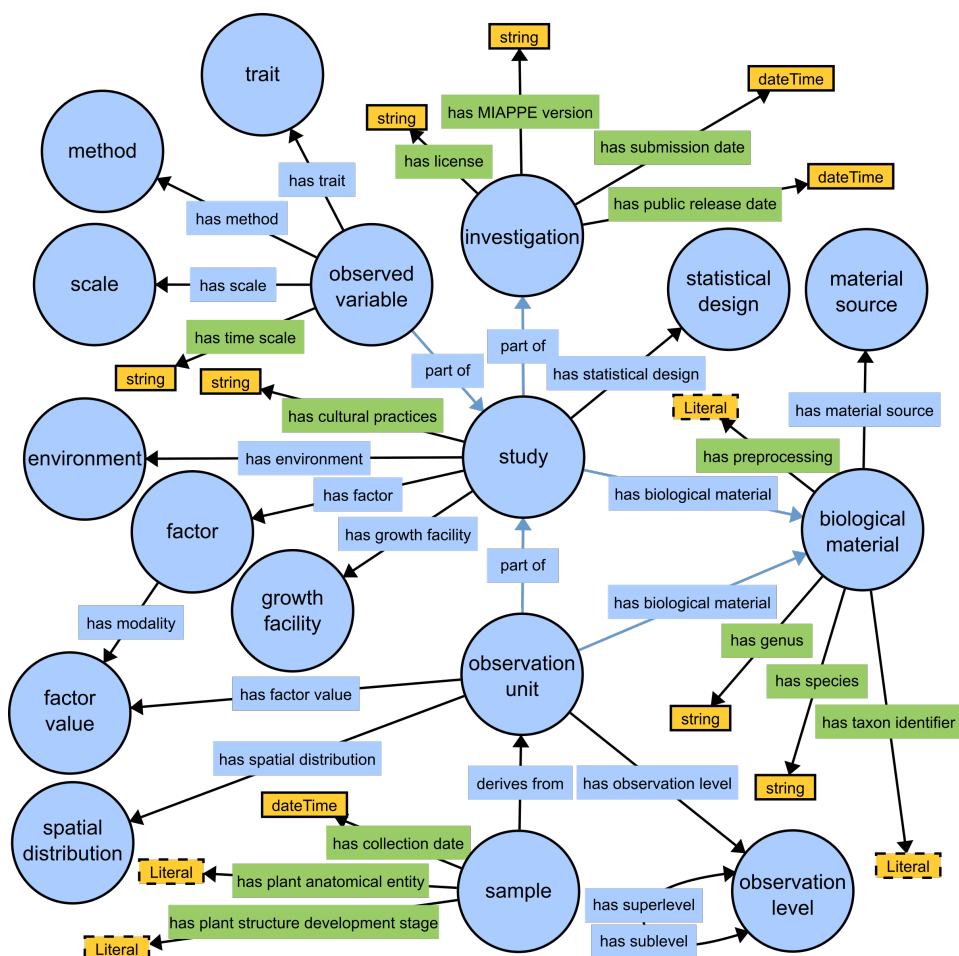 string
trait
dateTime
has MIAPPE version
string
method
has license
has submission date
has trait
dateTime
has public release date
has method
investigation
scale
has scale
observed
variable
statistical
design
material
source
has time scale
part of
string
string
part of
has statistical design
Literal
has material source
has cultural practices
has preprocessing
environment
has environment
study
has factor
has biological material
factor
has growth facility
biological
material
part of
growth
facility
has biological material
has modality
has genus
observation
unit
has species
factor
value
has factor value
string
has taxon identifier
has spatial distribution
derives from
has observation level
string
dateTime
spatial
distribution
has collection date
Literal
has plant anatomical entity
sample
observation
level
Literal
has superlevel
has plant structure development stage
has sublevel
Literal